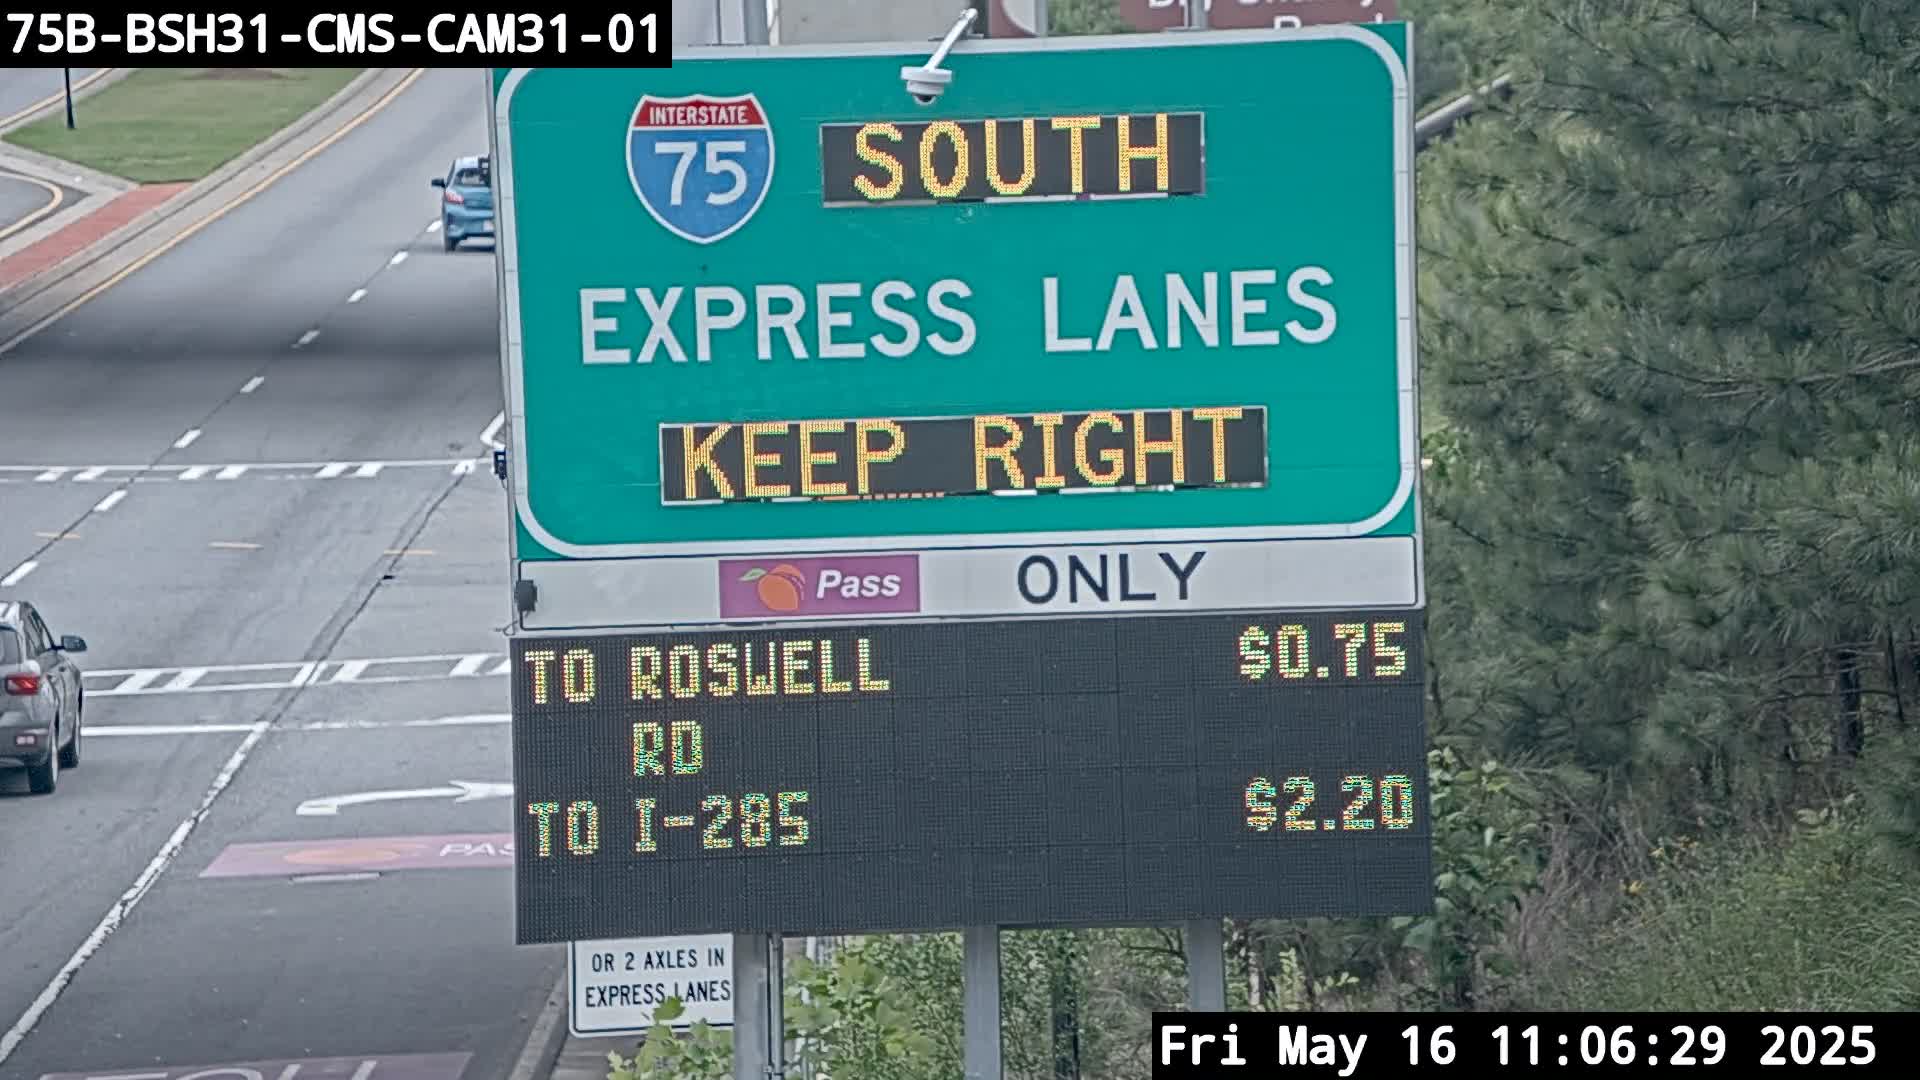 75B-BSH31-CMS-CAM31-01
INTERSTATE
75
SOUTH
EXPRESS LANES
KEEP RIGHT
Pass
ONLY
TO ROSWELL $0.75
RD
TO I-285 $2.20
OR 2 AXLES IN
EXPRESS LANES
Fri May 16 11:06:29 2025